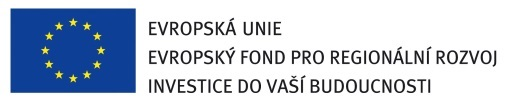 EVROPSKÁ UNIE
EVROPSKÝ FOND PRO REGIONÁLNÍ ROZVOJ
INVESTICE DO VAŠÍ BUDOUCNOSTI